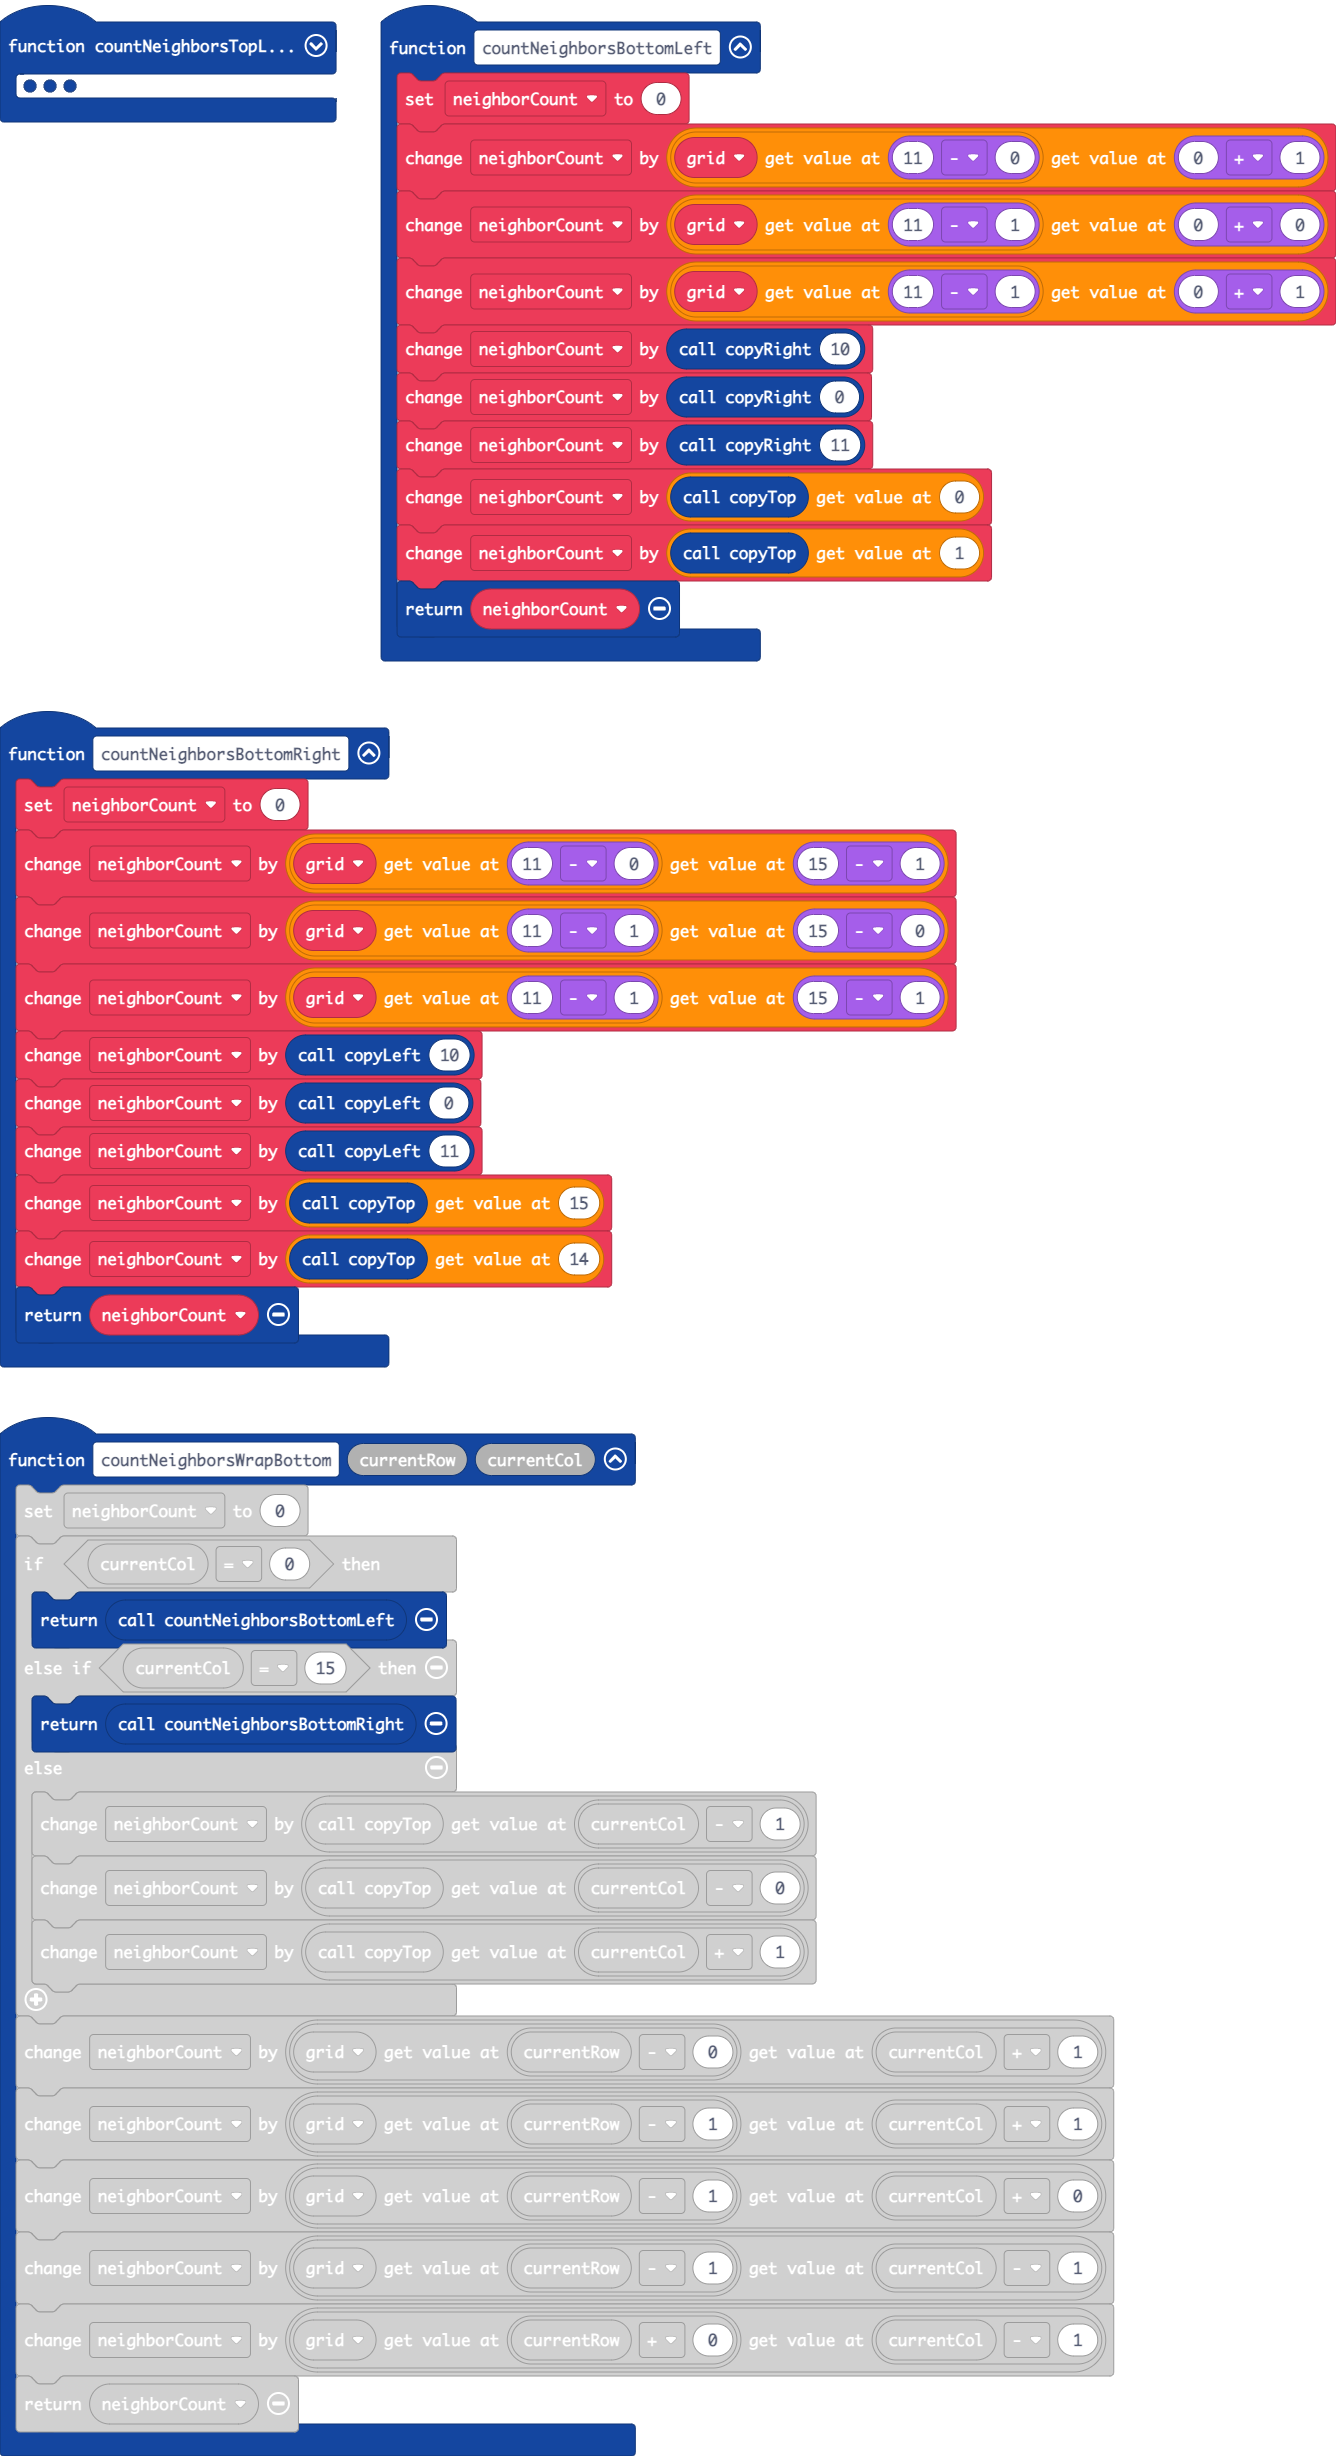 function countNeighborsTopL...
function countNeighborsBottomLeft
set neighborCount to 0
change neighborCount by grid get value at 11 - 0 get value at 0 + 1
change neighborCount by grid get value at 11 - 1 get value at 0 + 0
change neighborCount by grid get value at 11 - 1 get value at 0 + 1
change neighborCount by call copyRight 10
change neighborCount by call copyRight 0
change neighborCount by call copyRight 11
change neighborCount by call copyTop get value at 0
change neighborCount by call copyTop get value at 1
return neighborCount
function countNeighborsBottomRight
set neighborCount to 0
change neighborCount by grid get value at 11 - 0 get value at 15 - 1
change neighborCount by grid get value at 11 - 1 get value at 15 - 0
change neighborCount by grid get value at 11 - 1 get value at 15 - 1
change neighborCount by call copyLeft 10
change neighborCount by call copyLeft 0
change neighborCount by call copyLeft 11
change neighborCount by call copyTop get value at 15
change neighborCount by call copyTop get value at 14
return neighborCount
function countNeighborsWrapBottom currentRow currentCol
set neighborCount to 0
if currentCol = 0 then
return call countNeighborsBottomLeft
else if currentCol = 15 then
return call countNeighborsBottomRight
else
change neighborCount by call copyTop get value at currentCol - 1
change neighborCount by call copyTop get value at currentCol - 0
change neighborCount by call copyTop get value at currentCol + 1
change neighborCount by grid get value at currentRow - 0 get value at currentCol + 1
change neighborCount by grid get value at currentRow - 1 get value at currentCol + 1
change neighborCount by grid get value at currentRow - 1 get value at currentCol + 0
change neighborCount by grid get value at currentRow - 1 get value at currentCol - 1
change neighborCount by grid get value at currentRow + 0 get value at currentCol - 1
return neighborCount